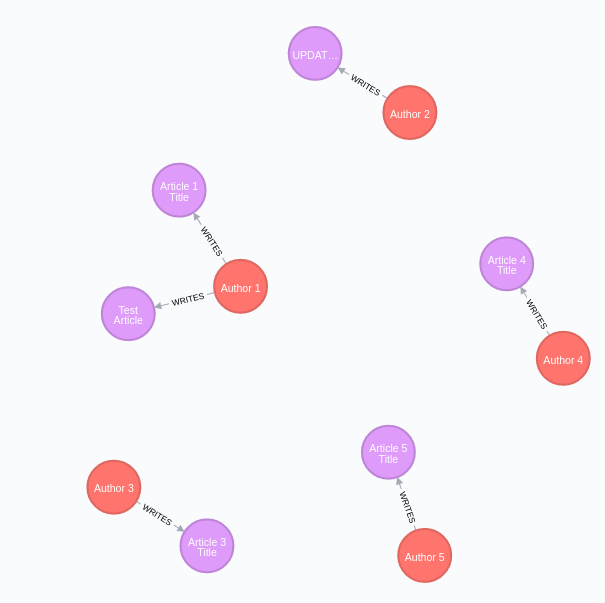 UPDAT...
WRITES
Author 2
Article 1
Title
WRITES
Author 1
WRITES
Test
Article
Article 4
Title
WRITES
Author 4
Article 5
Title
WRITES
Author 5
Author 3
WRITES
Article 3
Title